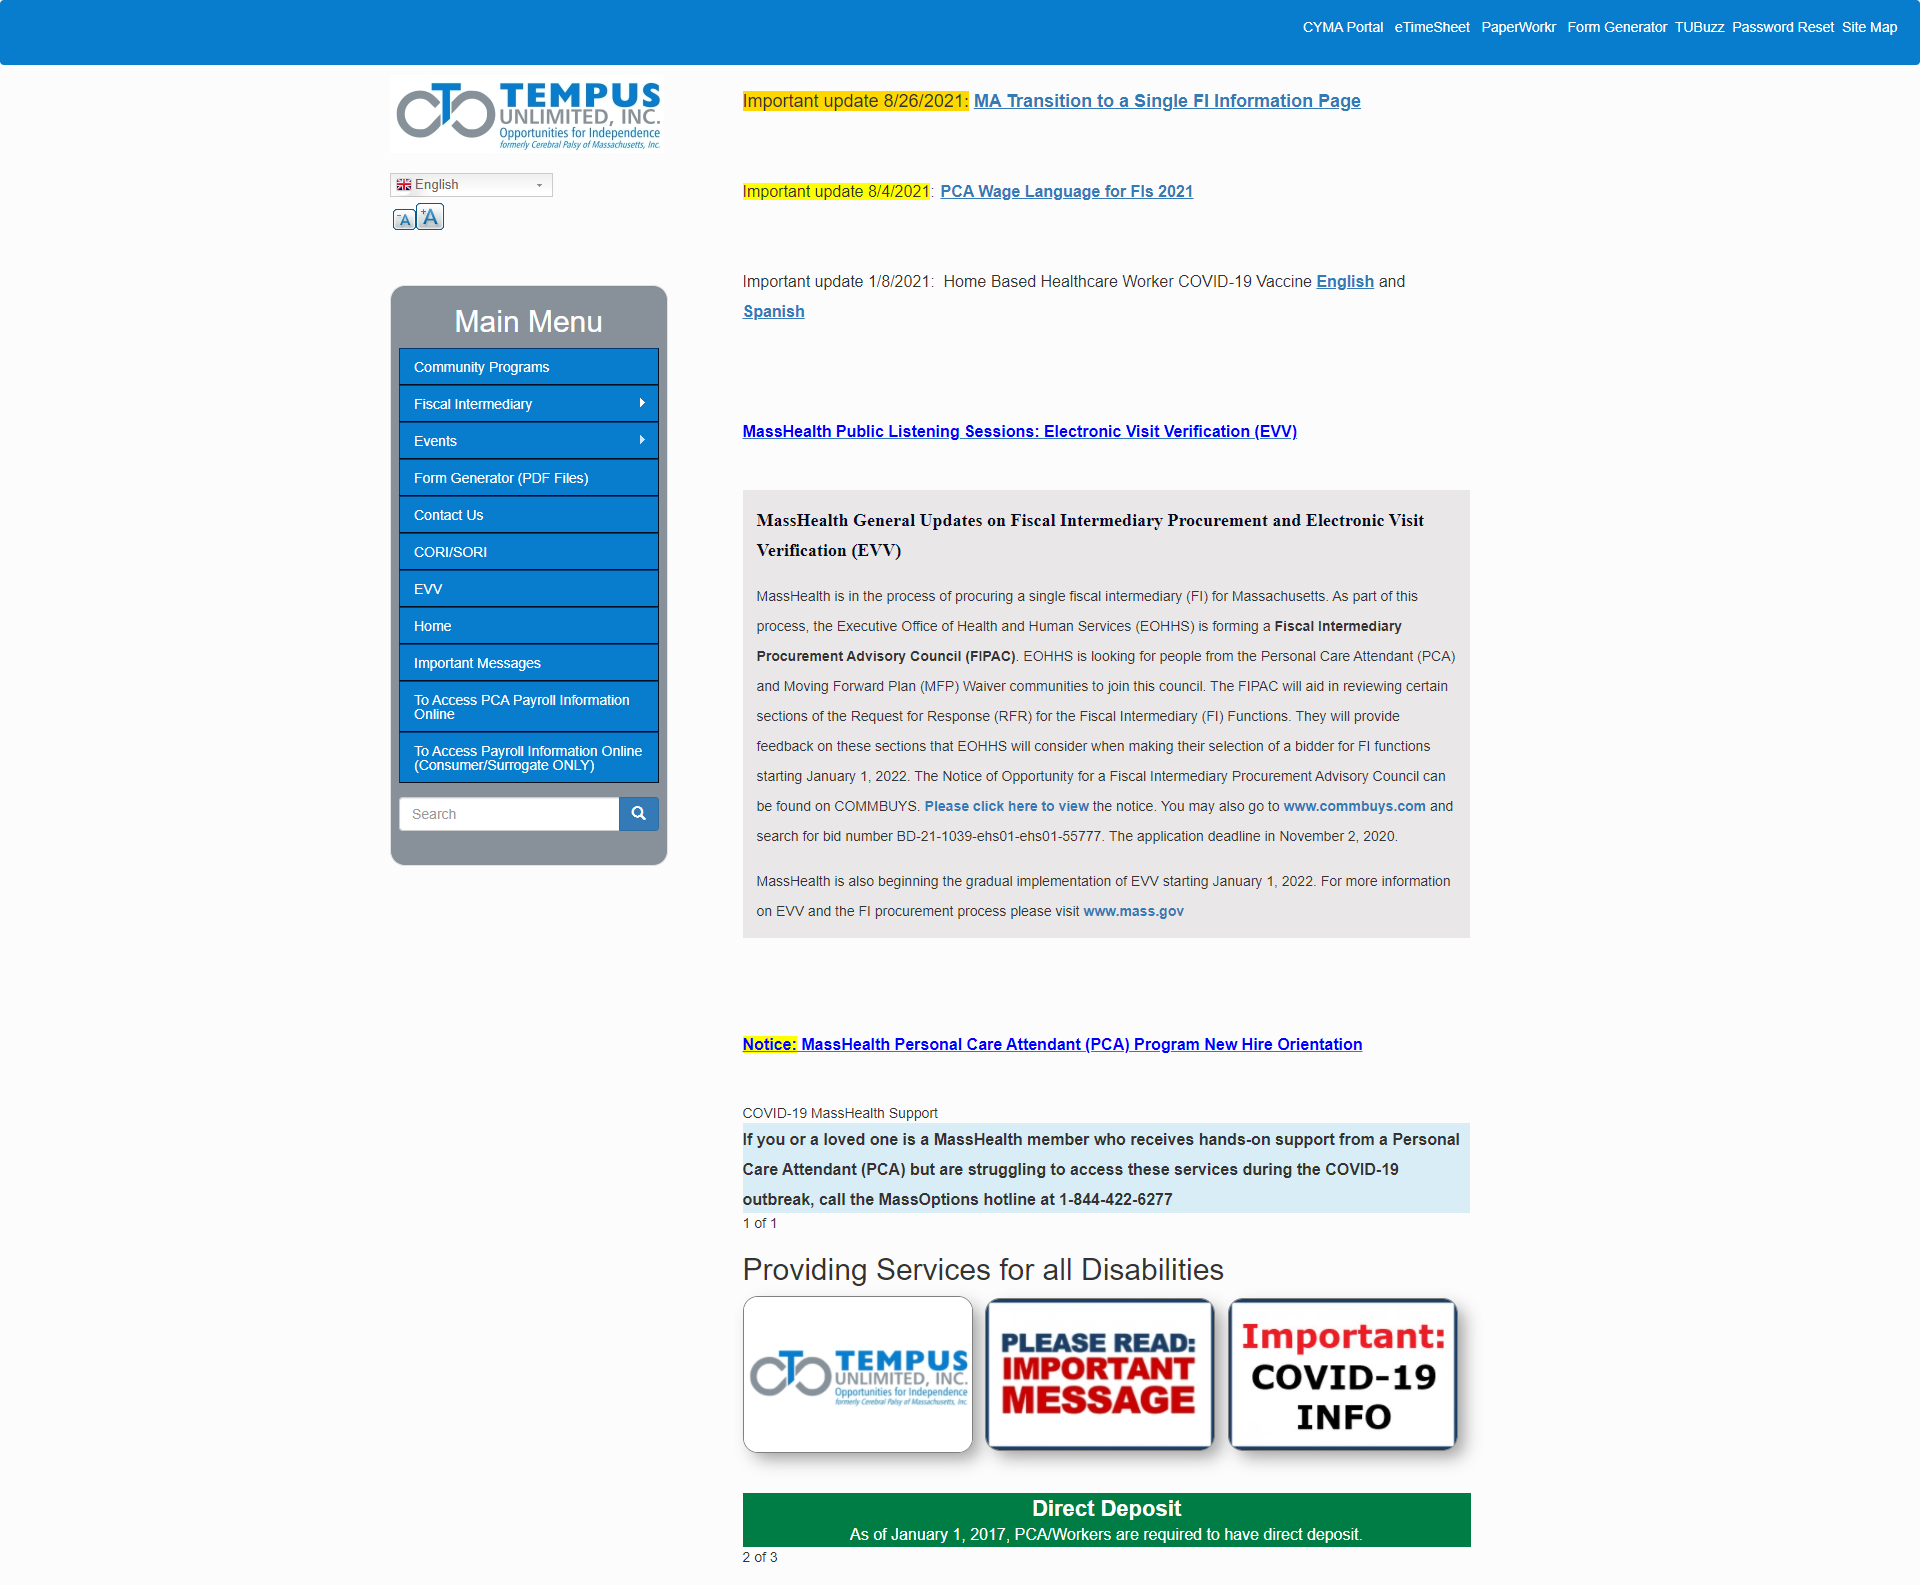 CYMA Portal eTimeSheet PaperWorkr Form Generator TUBuzz Password Reset Site Map
TEMPUS
UNLIMITED, INC.
Opportunities for Independence
formerly Cerebral Palsy of Massachusetts, Inc.
English
-A +A
Main Menu
Community Programs
Fiscal Intermediary
Events
Form Generator (PDF Files)
Contact Us
CORI/SORI
EVV
Home
Important Messages
To Access PCA Payroll Information
Online
To Access Payroll Information Online
(Consumer/Surrogate ONLY)
Search
Important update 8/26/2021: MA Transition to a Single FI Information Page
Important update 8/4/2021: PCA Wage Language for FIs 2021
Important update 1/8/2021: Home Based Healthcare Worker COVID-19 Vaccine English and
Spanish
MassHealth Public Listening Sessions: Electronic Visit Verification (EVV)
MassHealth General Updates on Fiscal Intermediary Procurement and Electronic Visit
Verification (EVV)
MassHealth is in the process of procuring a single fiscal intermediary (FI) for Massachusetts. As part of this
process, the Executive Office of Health and Human Services (EOHHS) is forming a Fiscal Intermediary
Procurement Advisory Council (FIPAC). EOHHS is looking for people from the Personal Care Attendant (PCA)
and Moving Forward Plan (MFP) Waiver communities to join this council. The FIPAC will aid in reviewing certain
sections of the Request for Response (RFR) for the Fiscal Intermediary (FI) Functions. They will provide
feedback on these sections that EOHHS will consider when making their selection of a bidder for FI functions
starting January 1, 2022. The Notice of Opportunity for a Fiscal Intermediary Procurement Advisory Council can
be found on COMMBUYS. Please click here to view the notice. You may also go to www.commbuys.com and
search for bid number BD-21-1039-ehs01-ehs01-55777. The application deadline in November 2, 2020.
MassHealth is also beginning the gradual implementation of EVV starting January 1, 2022. For more information
on EVV and the FI procurement process please visit www.mass.gov
Notice: MassHealth Personal Care Attendant (PCA) Program New Hire Orientation
COVID-19 MassHealth Support
If you or a loved one is a MassHealth member who receives hands-on support from a Personal
Care Attendant (PCA) but are struggling to access these services during the COVID-19
outbreak, call the MassOptions hotline at 1-844-422-6277
1 of 1
Providing Services for all Disabilities
TEMPUS
UNLIMITED, INC.
Opportunities for Independence
formerly Cerebral Palsy of Massachusetts, Inc.
PLEASE READ:
IMPORTANT
MESSAGE
Important:
COVID-19
INFO
Direct Deposit
As of January 1, 2017, PCA/Workers are required to have direct deposit.
2 of 3